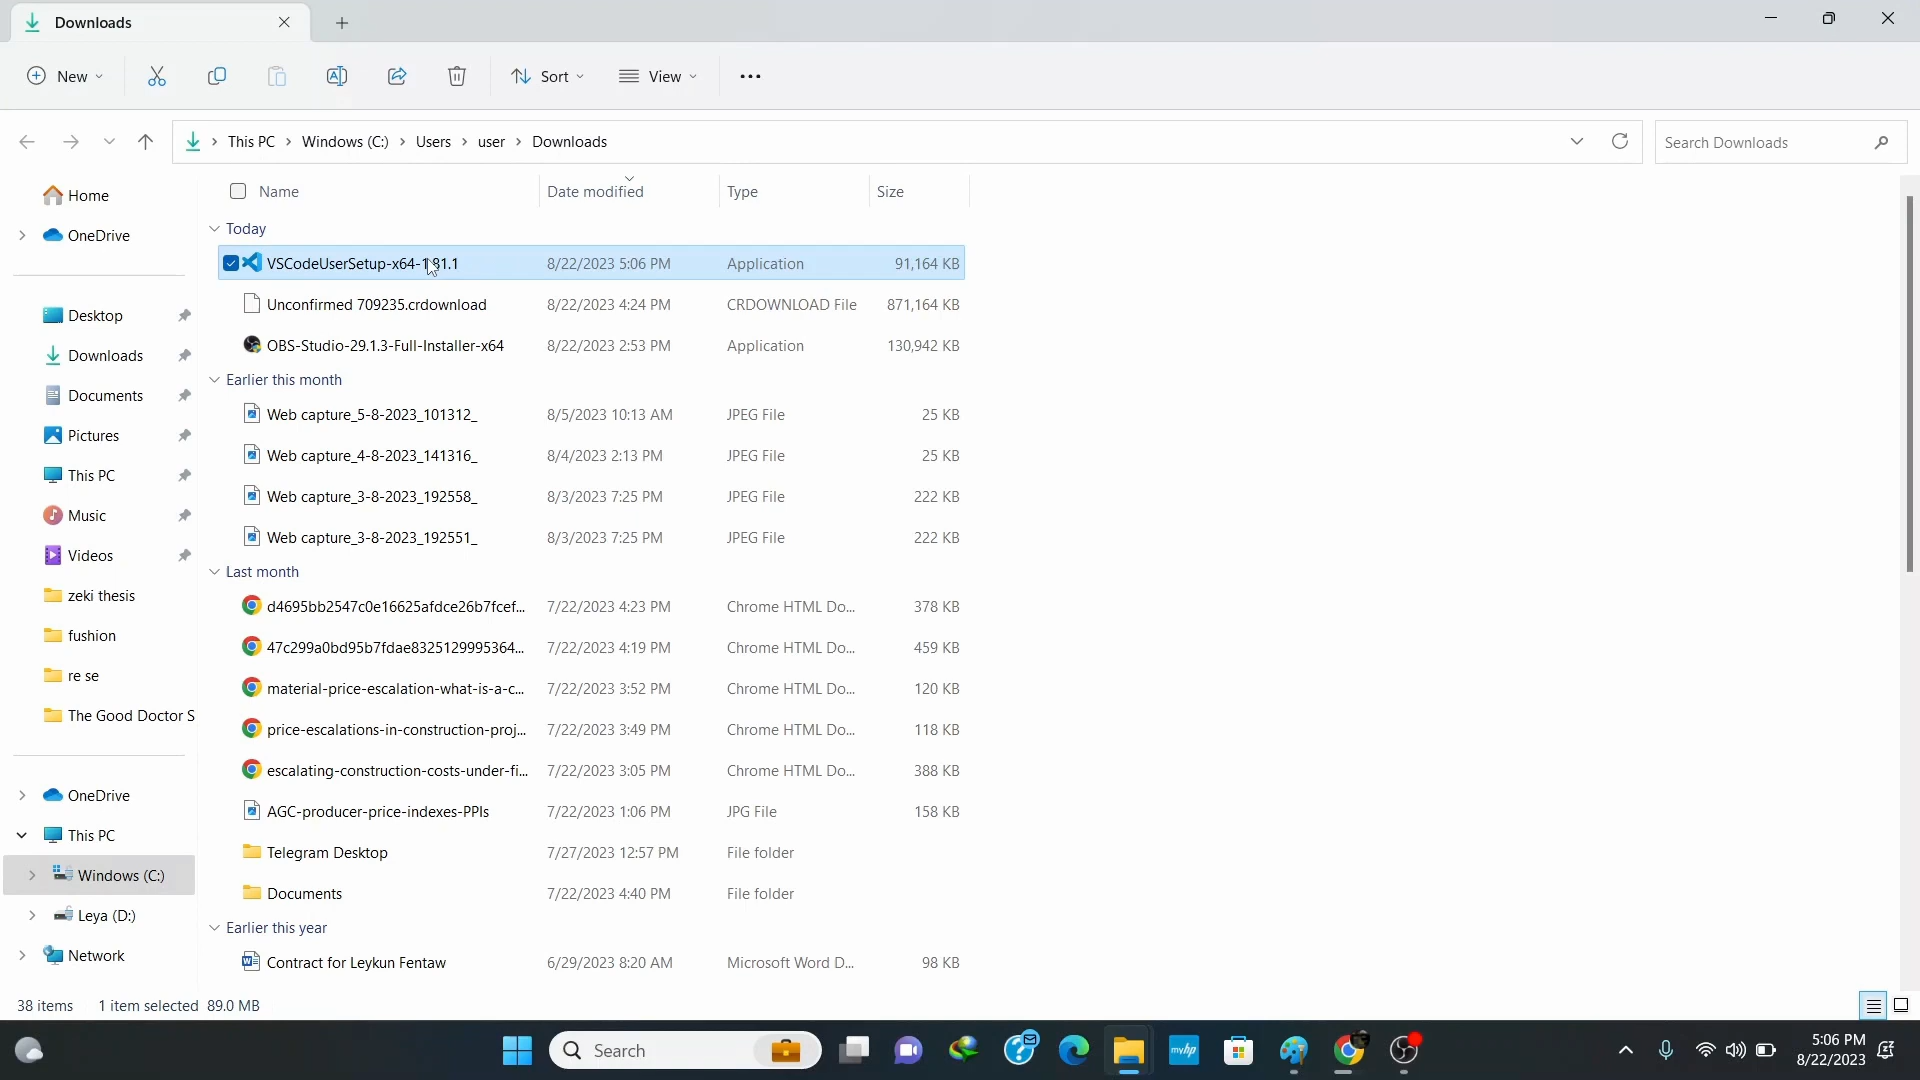 Downloads
New
Sort
View
This PC
Windows (C:)
Users
user
Downloads
Search Downloads
Home
OneDrive
Desktop
Downloads
Documents
Pictures
This PC
Music
Videos
zeki thesis
fushion
re se
The Good Doctor S
OneDrive
This PC
Windows (C:)
Leya (D:)
Network
Name Date modified Type Size
Today
VSCodeUserSetup-x64-1.81.1 8/22/2023 5:06 PM Application 91,164 KB
Unconfirmed 709235.crdownload 8/22/2023 4:24 PM CRDOWNLOAD File 871,164 KB
OBS-Studio-29.1.3-Full-Installer-x64 8/22/2023 2:53 PM Application 130,942 KB
Earlier this month
Web capture_5-8-2023_101312_ 8/5/2023 10:13 AM JPEG File 25 KB
Web capture_4-8-2023_141316_ 8/4/2023 2:13 PM JPEG File 25 KB
Web capture_3-8-2023_192558_ 8/3/2023 7:25 PM JPEG File 222 KB
Web capture_3-8-2023_192551_ 8/3/2023 7:25 PM JPEG File 222 KB
Last month
d4695bb2547c0e16625afdce26b7fcef... 7/22/2023 4:23 PM Chrome HTML Do... 378 KB
47c299a0bd95b7fdae8325129995364... 7/22/2023 4:19 PM Chrome HTML Do... 459 KB
material-price-escalation-what-is-a-c... 7/22/2023 3:52 PM Chrome HTML Do... 120 KB
price-escalations-in-construction-proj... 7/22/2023 3:49 PM Chrome HTML Do... 118 KB
escalating-construction-costs-under-fi... 7/22/2023 3:05 PM Chrome HTML Do... 388 KB
AGC-producer-price-indexes-PPIs 7/22/2023 1:06 PM JPG File 158 KB
Telegram Desktop 7/27/2023 12:57 PM File folder
Documents 7/22/2023 4:40 PM File folder
Earlier this year
Contract for Leykun Fentaw 6/29/2023 8:20 AM Microsoft Word D... 98 KB
38 items 1 item selected 89.0 MB
Search
myhp
5:06 PM
8/22/2023